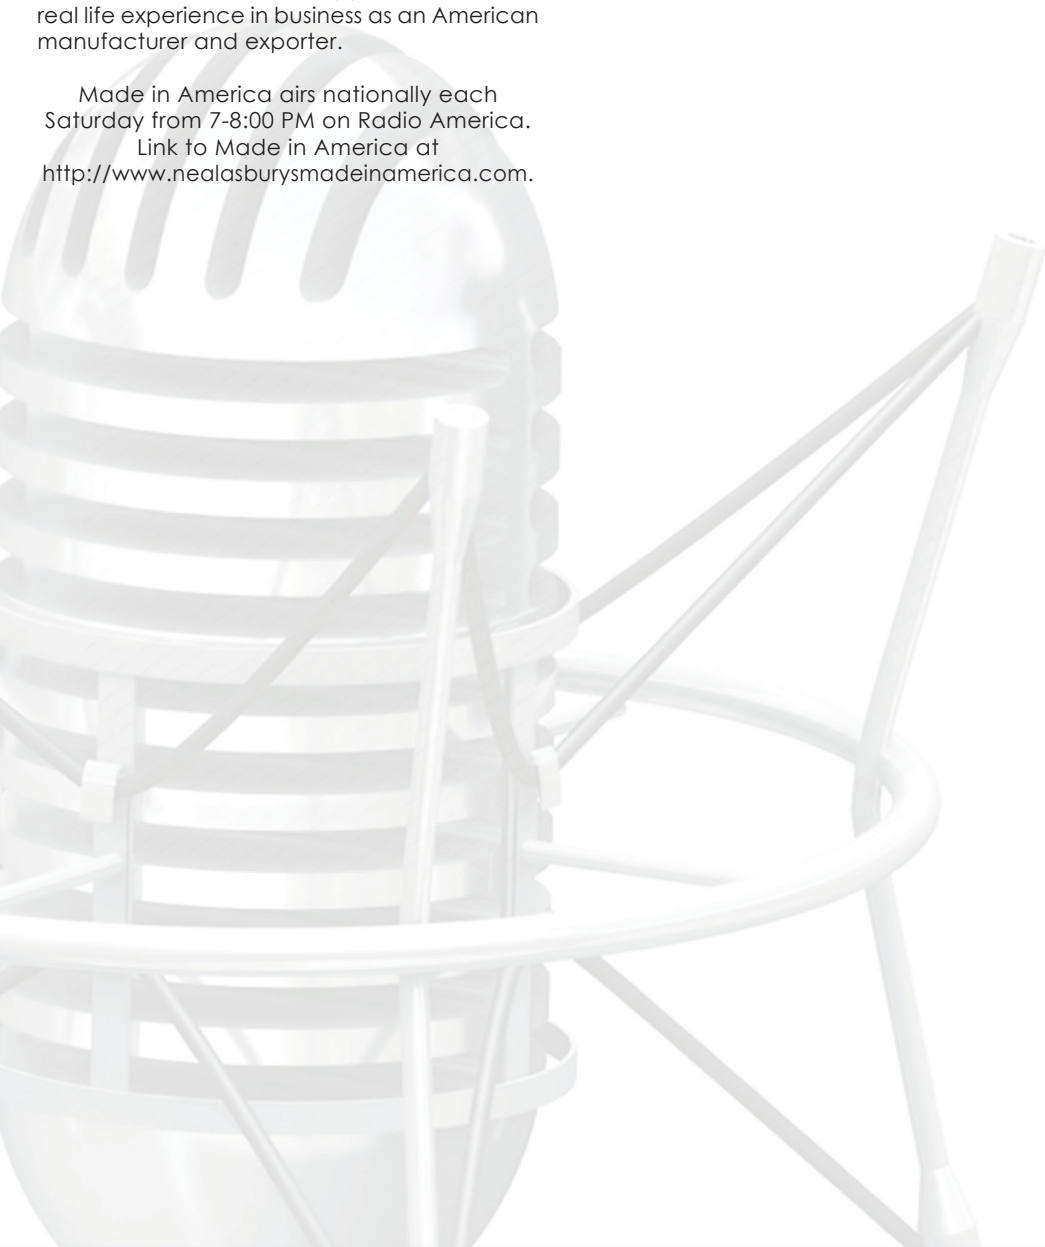 real life experience in business as an American
manufacturer and exporter.
Made in America airs nationally each
Saturday from 7-8:00 PM on Radio America.
Link to Made in America at
http://www.nealasburysmadeinamerica.com.